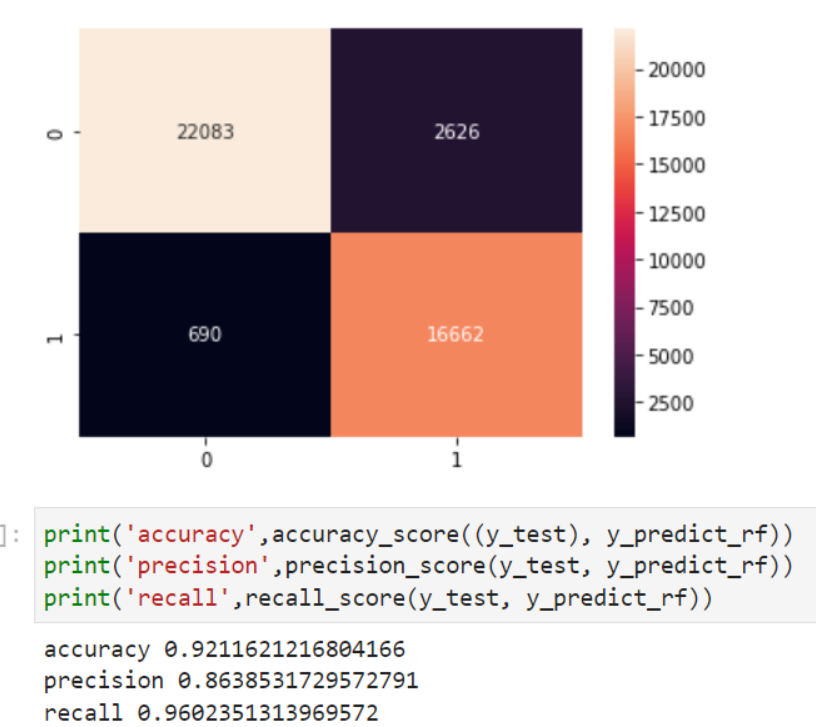 20000
0
22083
2626
17500
15000
12500
10000
7500
1
690
16662
5000
2500
0
1
]:
print('accuracy',accuracy_score((y_test), y_predict_rf))
print('precision',precision_score(y_test, y_predict_rf))
print('recall',recall_score(y_test, y_predict_rf))
accuracy 0.9211621216804166
precision 0.8638531729572791
recall 0.9602351313969572